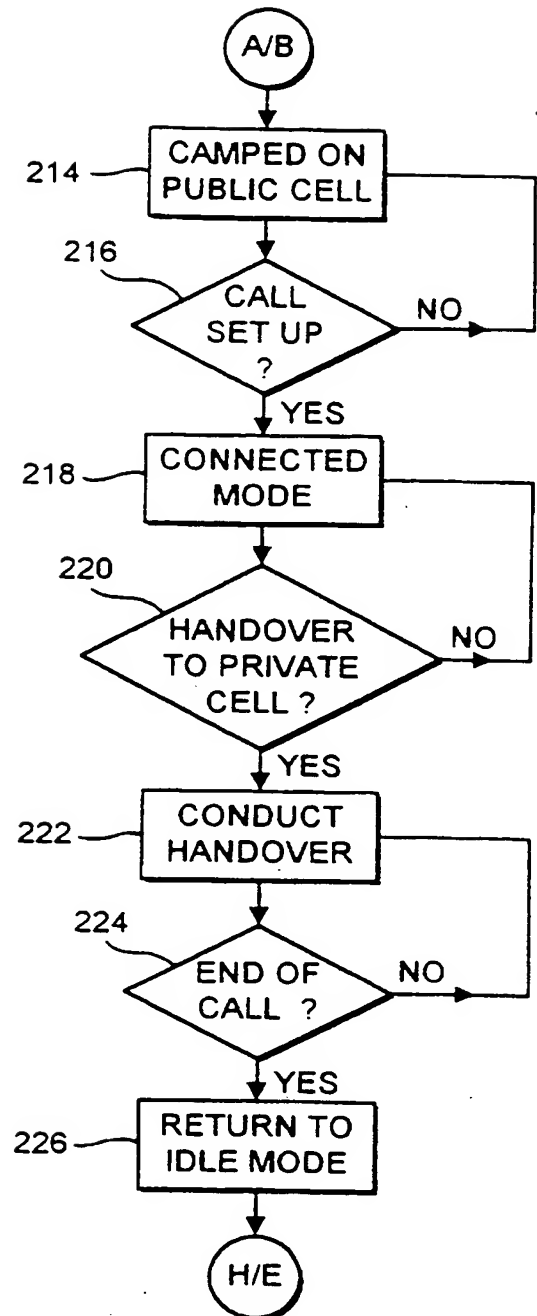 A/B
214
CAMPED ON
PUBLIC CELL
216
CALL
SET UP
?
NO
YES
218
CONNECTED
MODE
220
HANDOVER
TO PRIVATE
CELL ?
NO
YES
222
CONDUCT
HANDOVER
224
END OF
CALL ?
NO
YES
226
RETURN TO
IDLE MODE
H/E